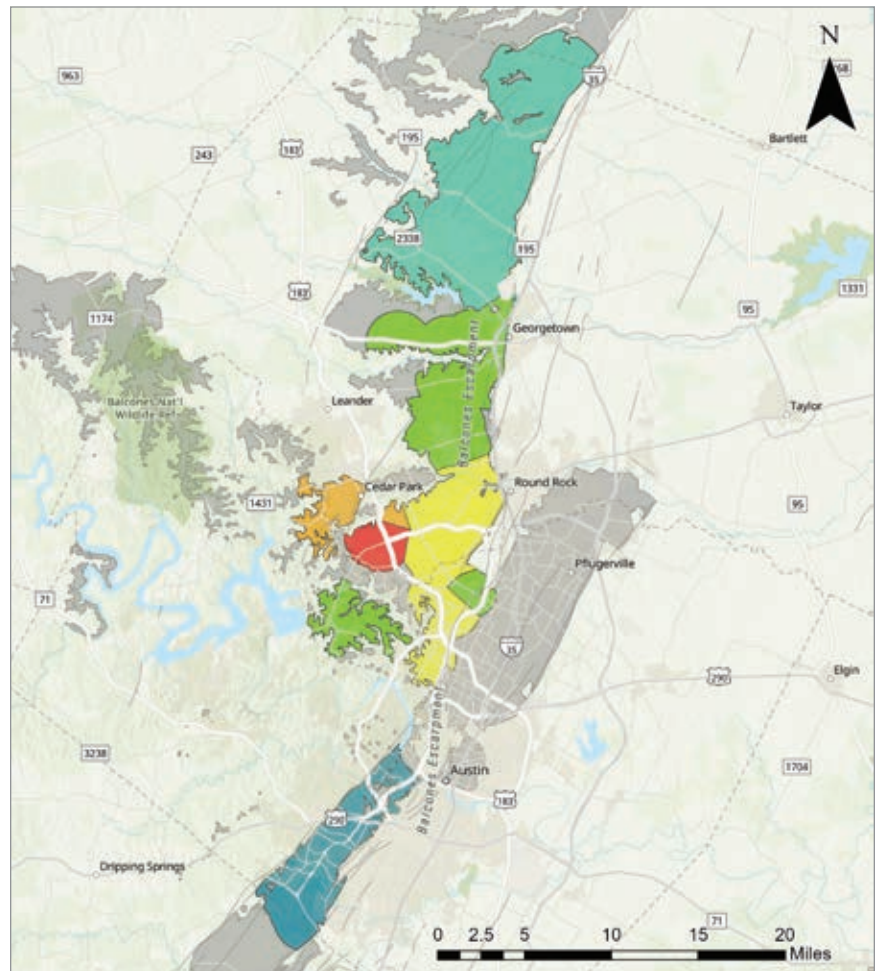 N
963
35
68
195
183
Bartlett
243
2338
195
183
1331
1174
95
Georgetown
Balcones Escarpment
Balcones Nat'l
Wildlife Ref
Leander
Taylor
Cedar Park
Round Rock
1431
95
Pflugerville
71
35
290
Elgin
3238
Balcones Escarpment
Austin
1704
183
290
Dripping Springs
71
0 2.5 5 10 15 20
Miles